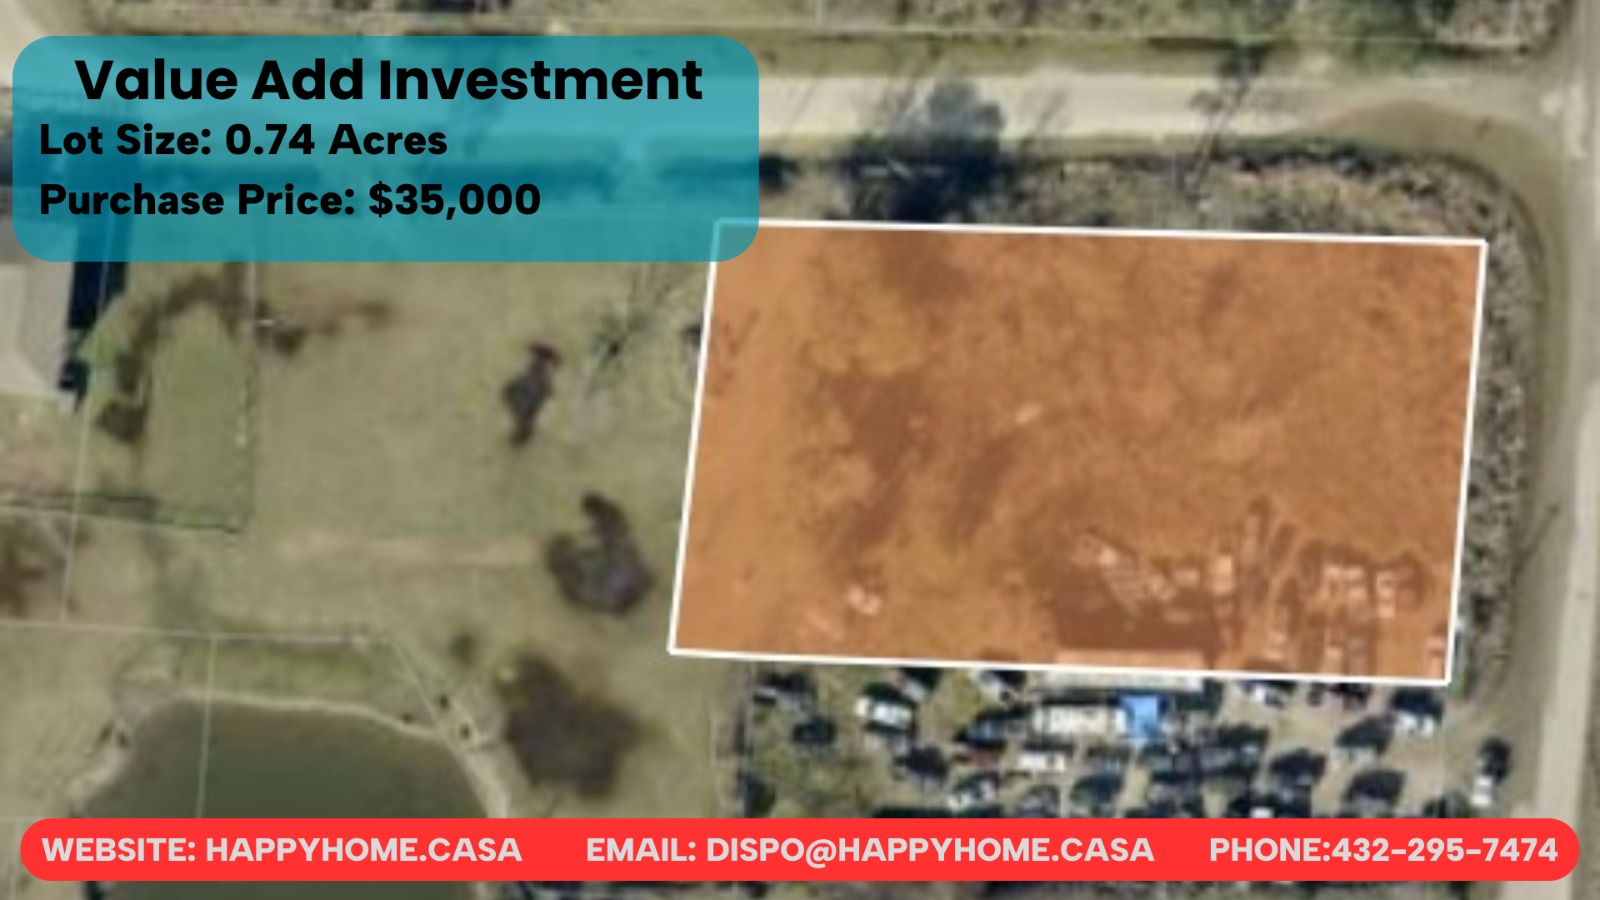 Value Add Investment
Lot Size: 0.74 Acres
Purchase Price: $35,000
WEBSITE: HAPPYHOME.CASA EMAIL: DISPO@HAPPYHOME.CASA PHONE:432-295-7474